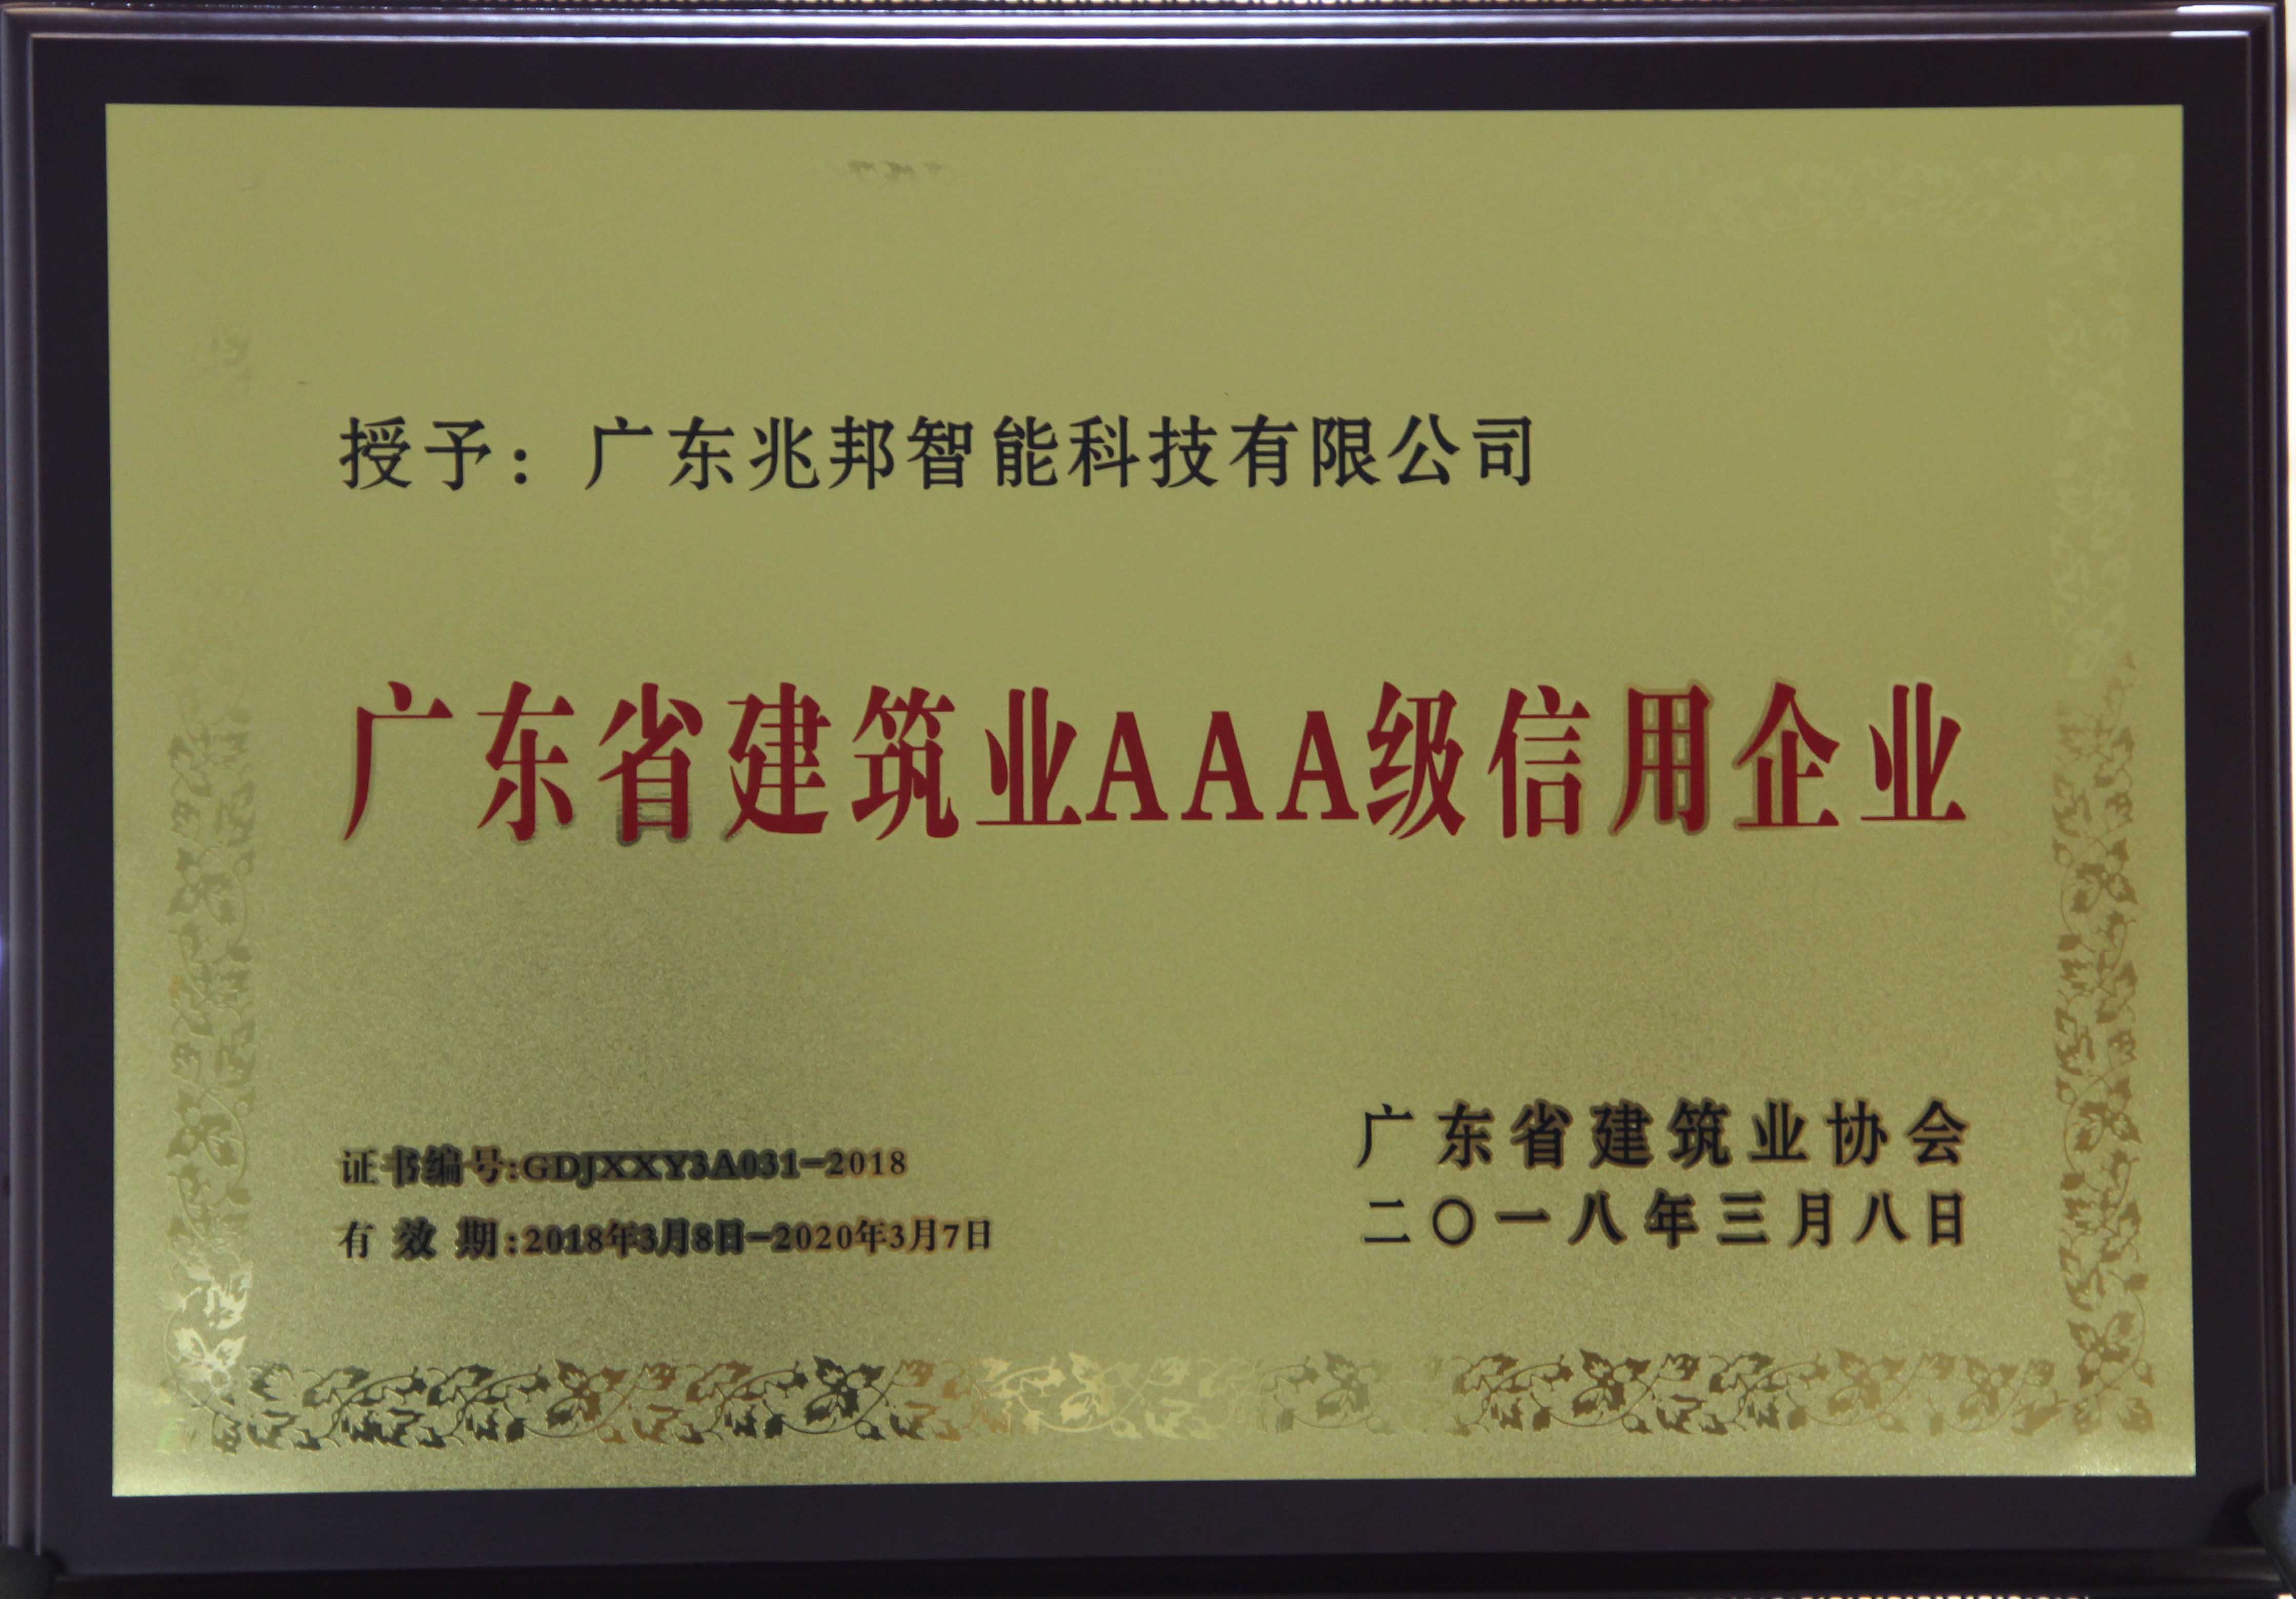 授予：广东兆邦智能科技有限公司
广东省建筑业AAA级信用企业
证书编号:GDJXXY3A031-2018
有效期:2018年3月8日-2020年3月7日
广东省建筑业协会
二〇一八年三月八日